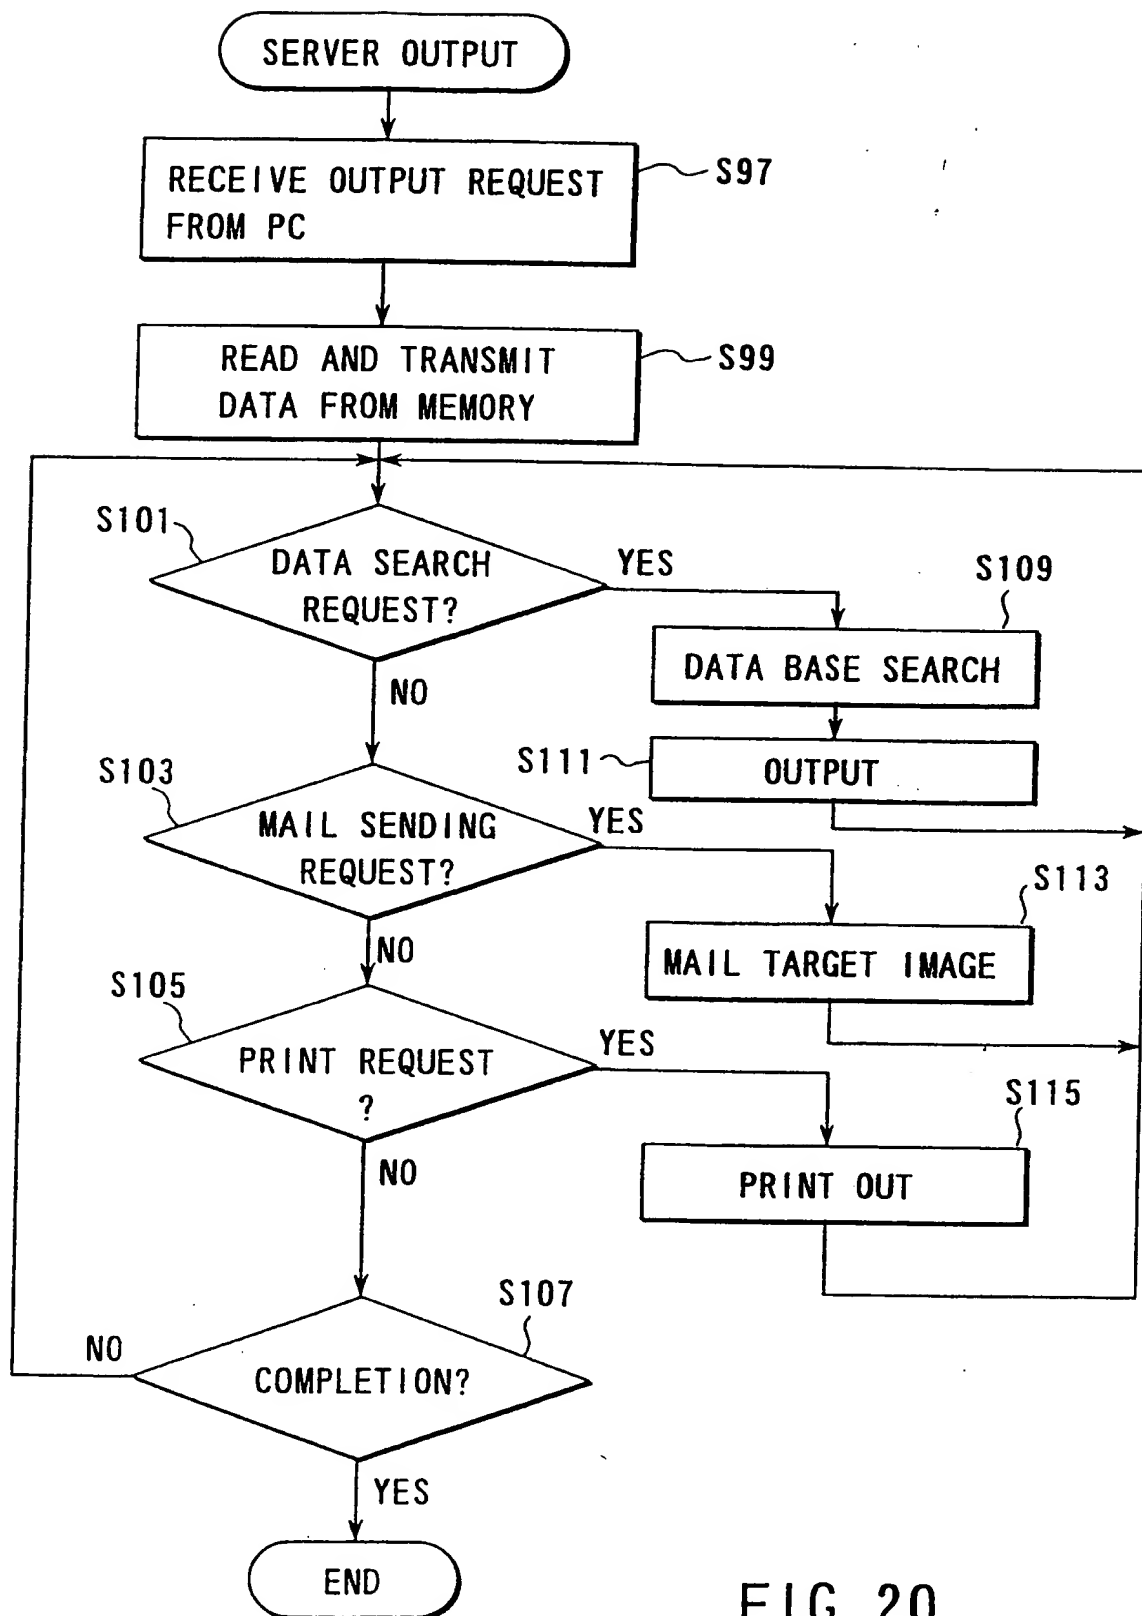 SERVER OUTPUT
RECEIVE OUTPUT REQUEST
FROM PC
S97
READ AND TRANSMIT
DATA FROM MEMORY
S99
S101
DATA SEARCH
REQUEST?
YES
NO
S109
DATA BASE SEARCH
S111
OUTPUT
S103
MAIL SENDING
REQUEST?
YES
NO
S113
MAIL TARGET IMAGE
S105
PRINT REQUEST
?
YES
NO
S115
PRINT OUT
S107
COMPLETION?
NO
YES
END
FIG. 20